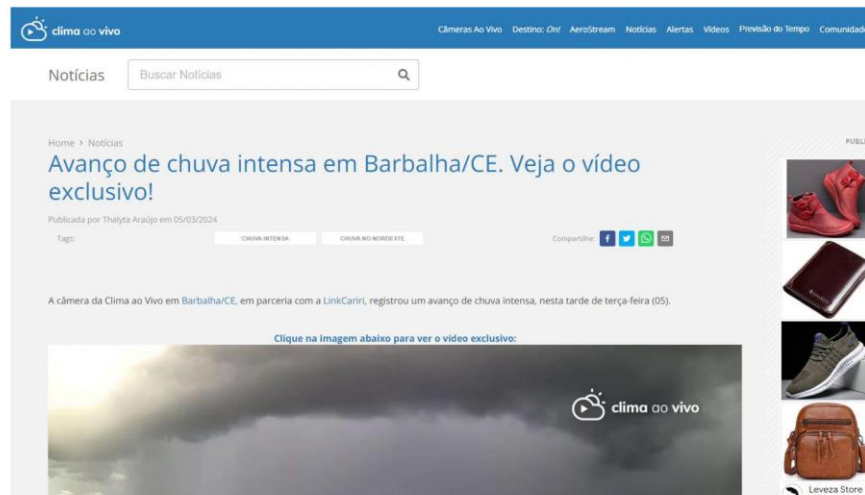 clima ao vivo
Câmeras Ao Vivo Destino: On! AeroStream Notícias Alertas Vídeos Previsão do Tempo Comunidade
Notícias
Buscar Notícias
Home > Notícias
Avanço de chuva intensa em Barbalha/CE. Veja o vídeo
exclusivo!
Publicada por Thalyta Araújo em 05/03/2024
Tags:
CHUVA INTENSA
CHUVA NO NORDESTE
Compartilhe:
PUBLI
A câmera da Clima ao Vivo em Barbalha/CE, em parceria com a LinkCariri, registrou um avanço de chuva intensa, nesta tarde de terça-feira (05).
Clique na imagem abaixo para ver o vídeo exclusivo:
clima ao vivo
Leveza Store